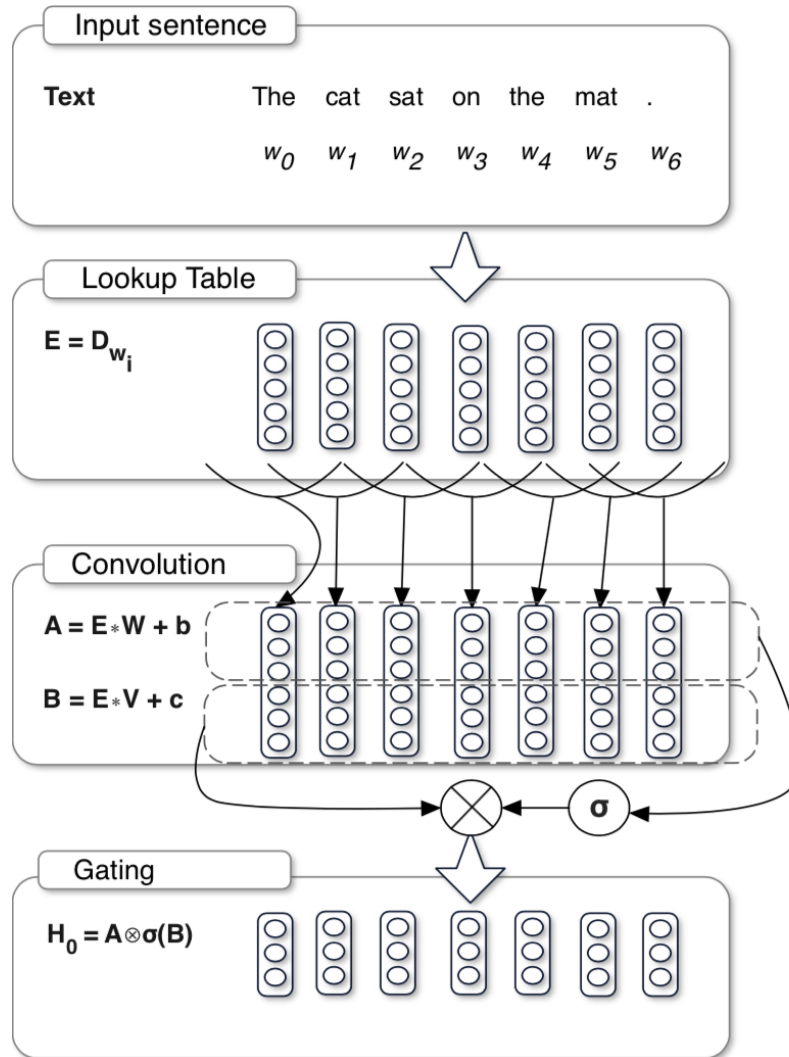 Input sentence
Text The cat sat on the mat .
w0 w1 w2 w3 w4 w5 w6
Lookup Table
E = Dwi
Convolution
A = E∗W + b
B = E∗V + c
σ
Gating
H0 = A⊗σ(B)